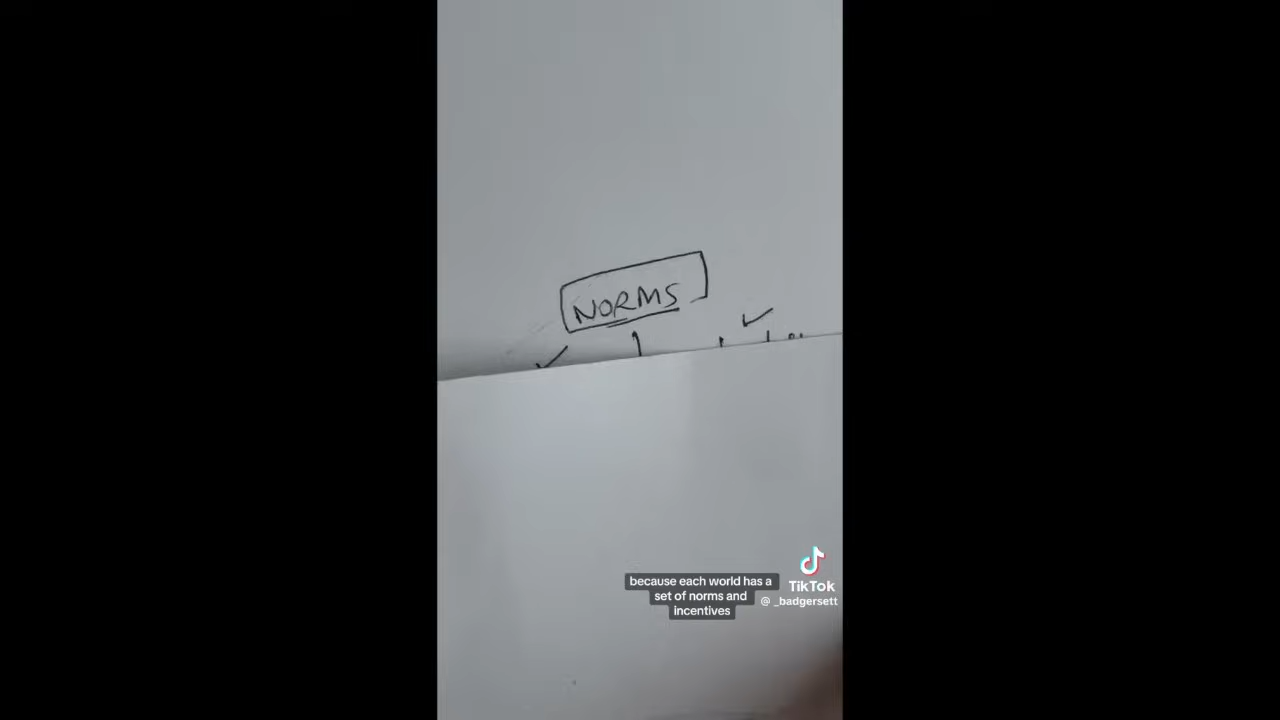 NORMS
because each world has a
set of norms and
incentives
TikTok
@ _badgersett